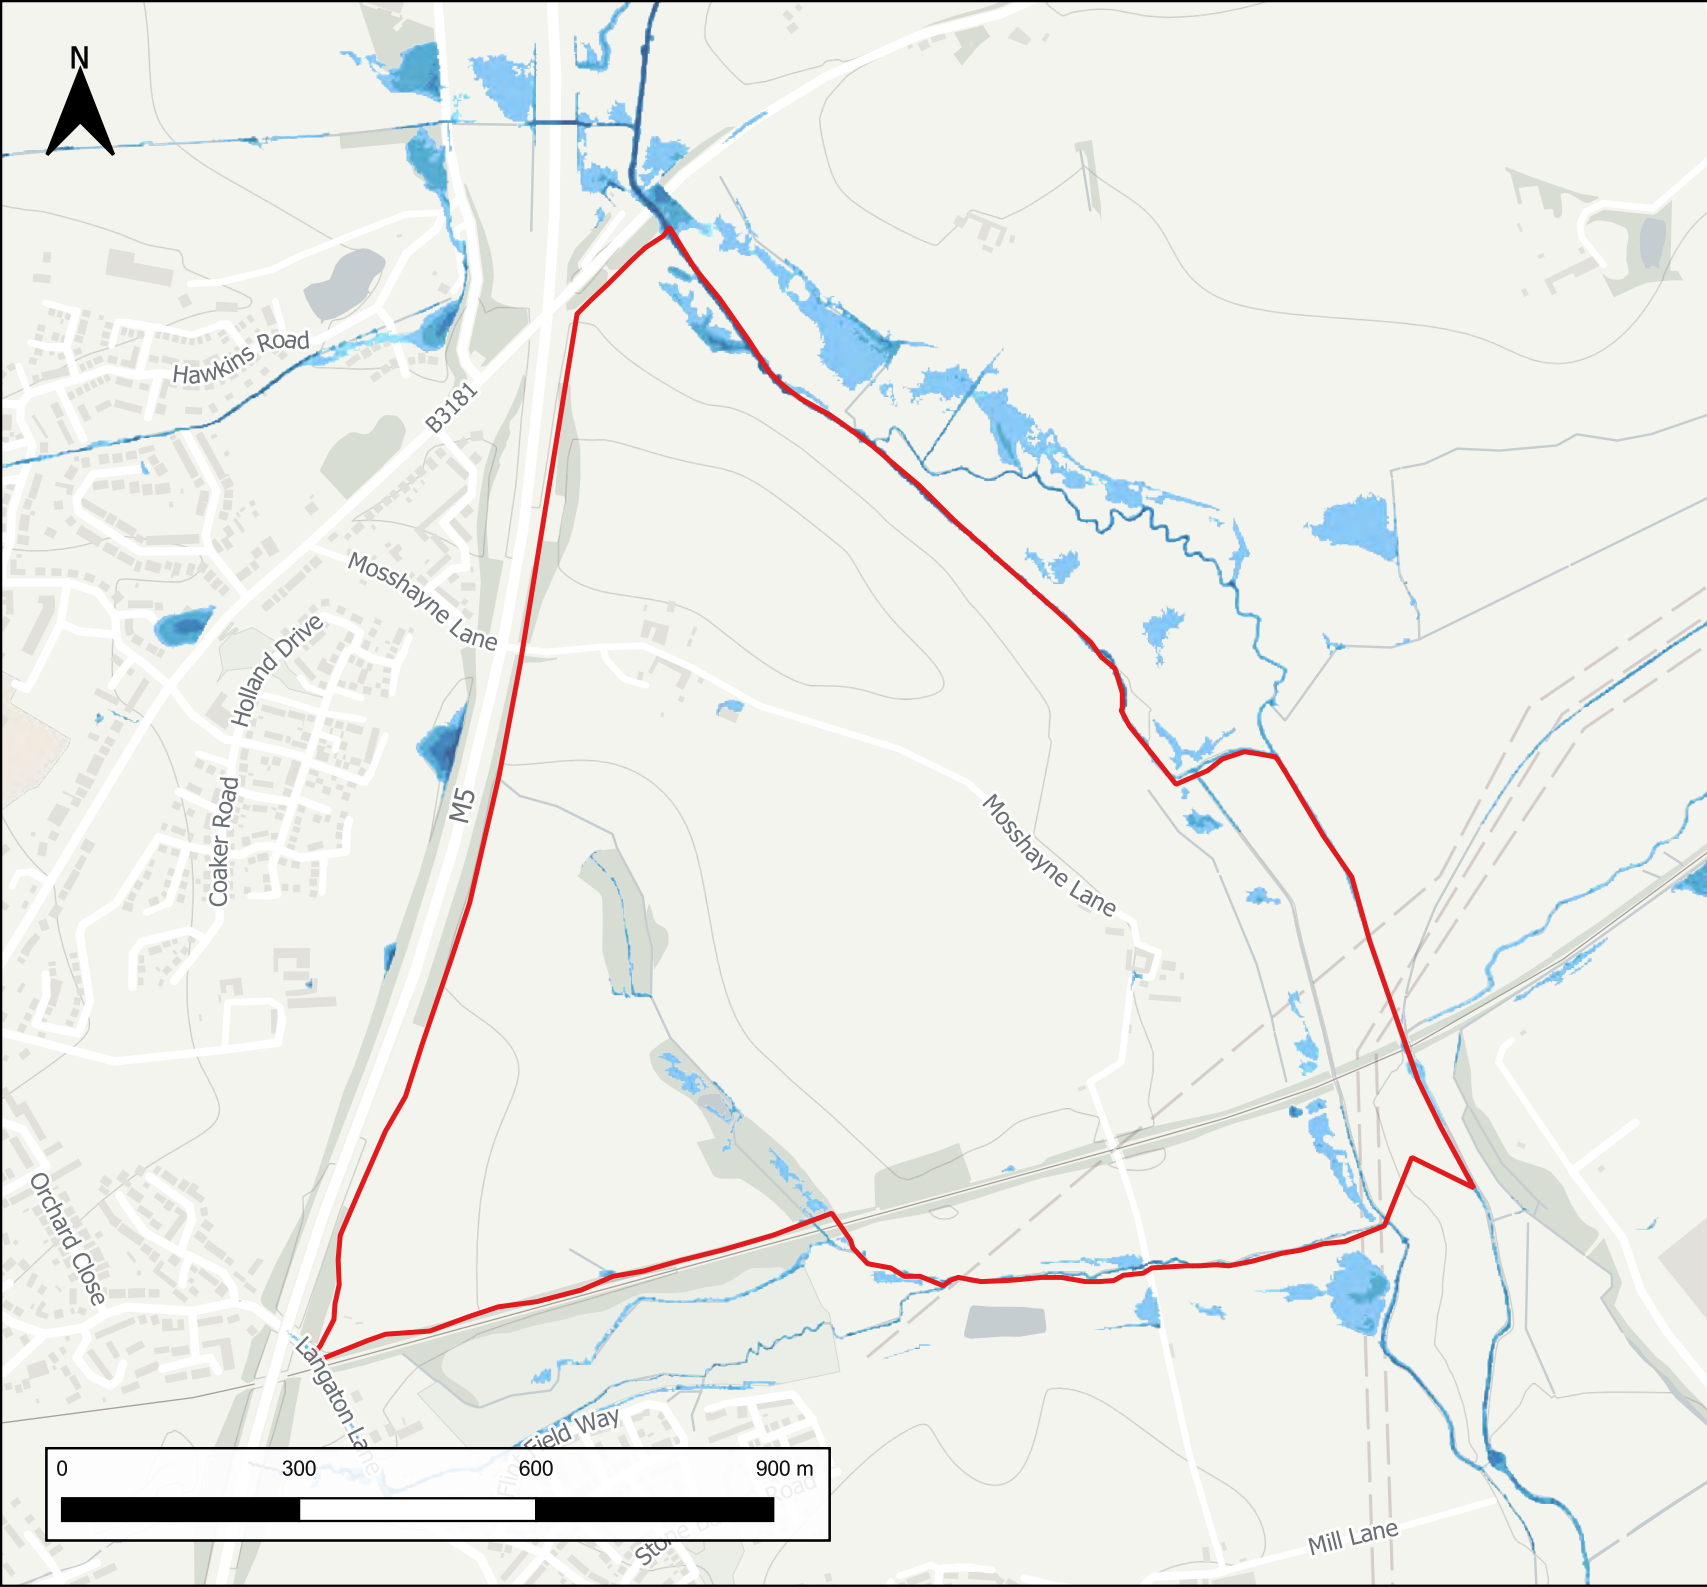 N
Hawkins Road
B3181
Mosshayne Lane
Holland Drive
Coaker Road
M5
Mosshayne Lane
Orchard Close
Langaton Lane
Field Way
0 300 600 900 m
Road
Mill Lane